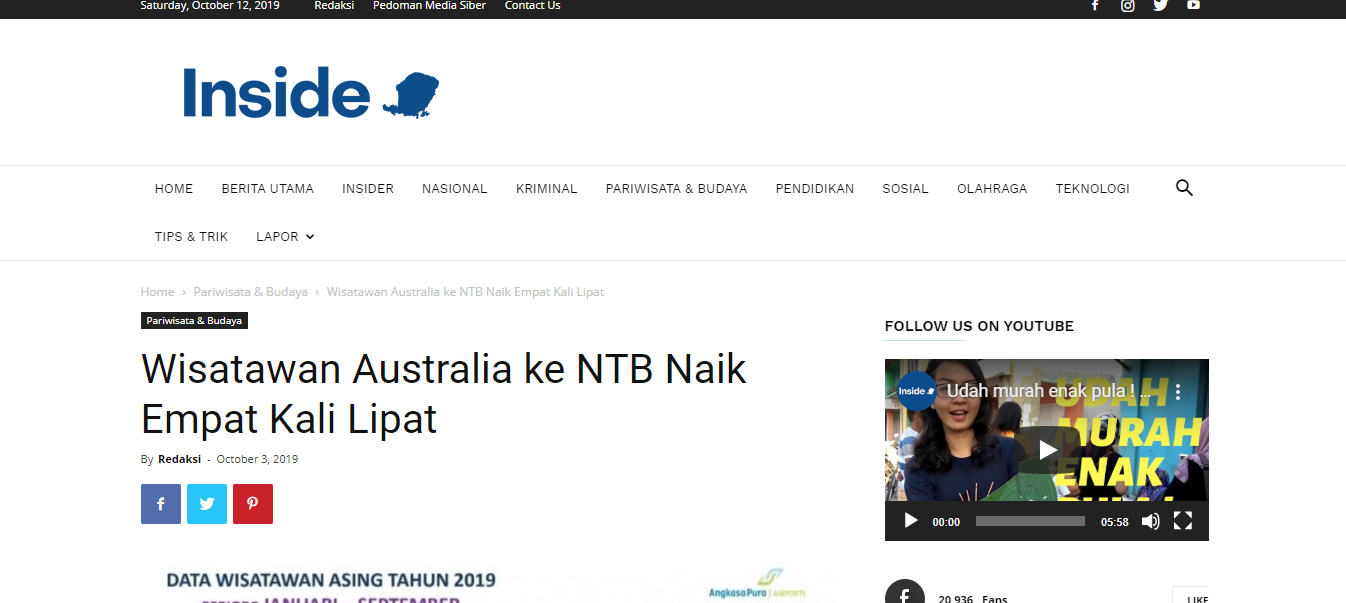 Saturday, October 12, 2019 Redaksi Pedoman Media Siber Contact Us
Inside
HOME BERITA UTAMA INSIDER NASIONAL KRIMINAL PARIWISATA & BUDAYA PENDIDIKAN SOSIAL OLAHRAGA TEKNOLOGI
TIPS & TRIK LAPOR
Home › Pariwisata & Budaya › Wisatawan Australia ke NTB Naik Empat Kali Lipat
Pariwisata & Budaya
Wisatawan Australia ke NTB Naik
Empat Kali Lipat
By Redaksi - October 3, 2019
DATA WISATAWAN ASING TAHUN 2019
PERIODE JANUARI – SEPTEMBER
AngkasaPura | AIRPORTS
FOLLOW US ON YOUTUBE
Inside
Udah murah enak pula ! ...
UDAH
MURAH
ENAK
PULA!
00:00 05:58
20,936 Fans LIKE